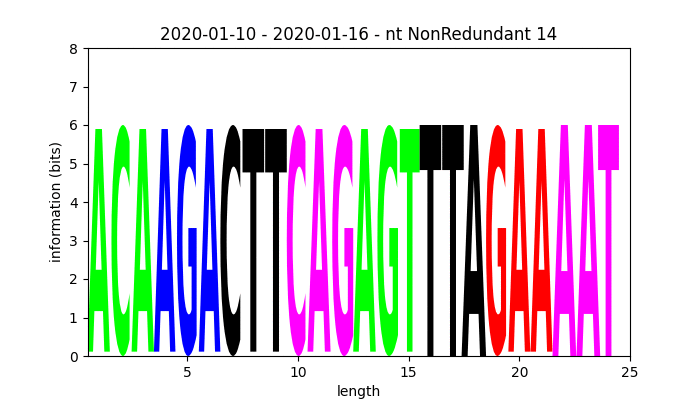 2020-01-10 - 2020-01-16 - nt NonRedundant 14
8
7
6
5
4
3
2
1
0
information (bits)
ACAAGACTTCAGAGTTTAGAAAAT
5 10 15 20 25
length